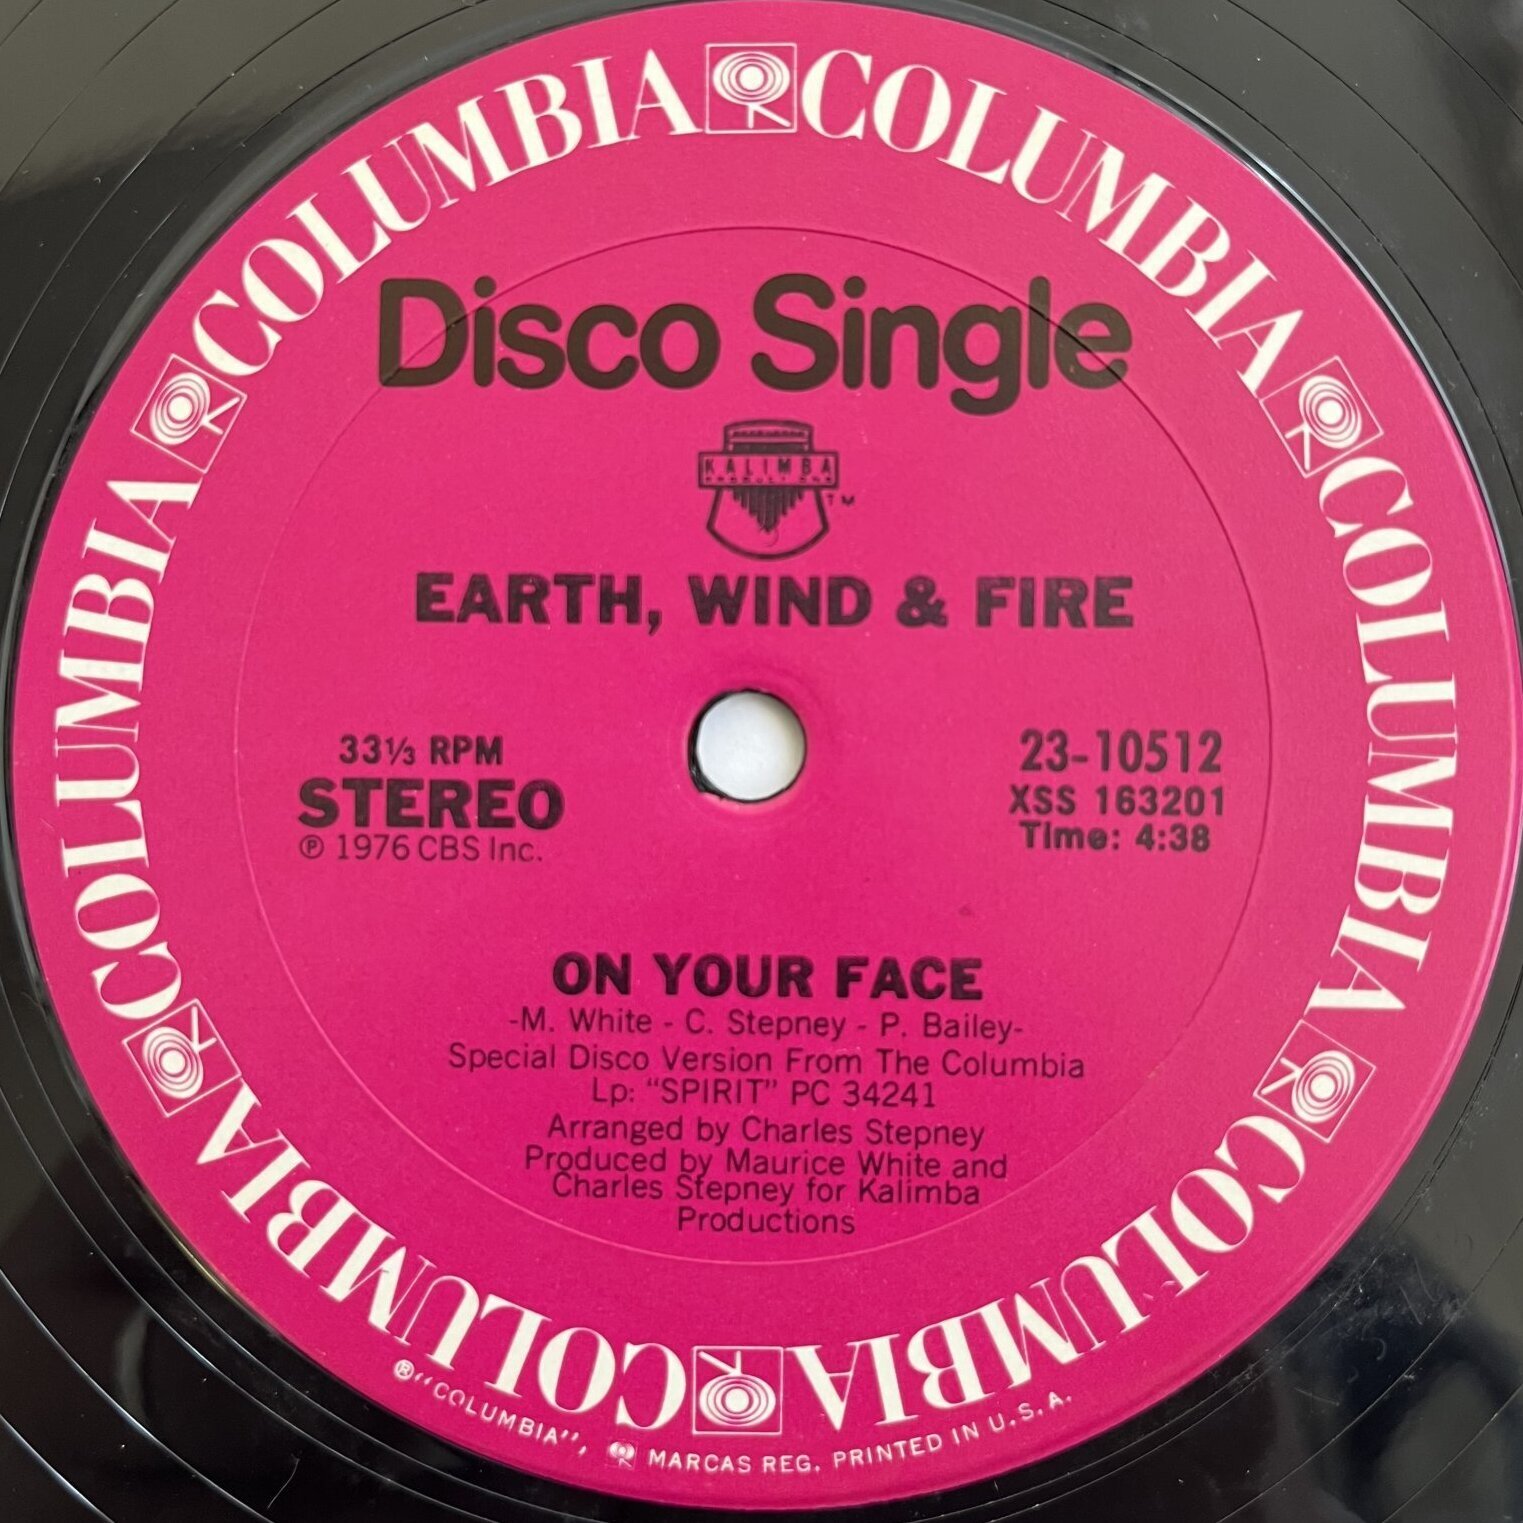 COLUMBIA COLUMBIA COLUMBIA COLUMBIA COLUMBIA COLUMBIA COLUMBIA COLUMBIA
Disco Single
KALIMBA
PRODUCTIONS
TM
EARTH, WIND & FIRE
33⅓ RPM
STEREO
℗ 1976 CBS Inc.
23-10512
XSS 163201
Time: 4:38
ON YOUR FACE
-M. White - C. Stepney - P. Bailey-
Special Disco Version From The Columbia
Lp: “SPIRIT” PC 34241
Arranged by Charles Stepney
Produced by Maurice White and
Charles Stepney for Kalimba
Productions
® “COLUMBIA”, MARCAS REG. PRINTED IN U.S.A.